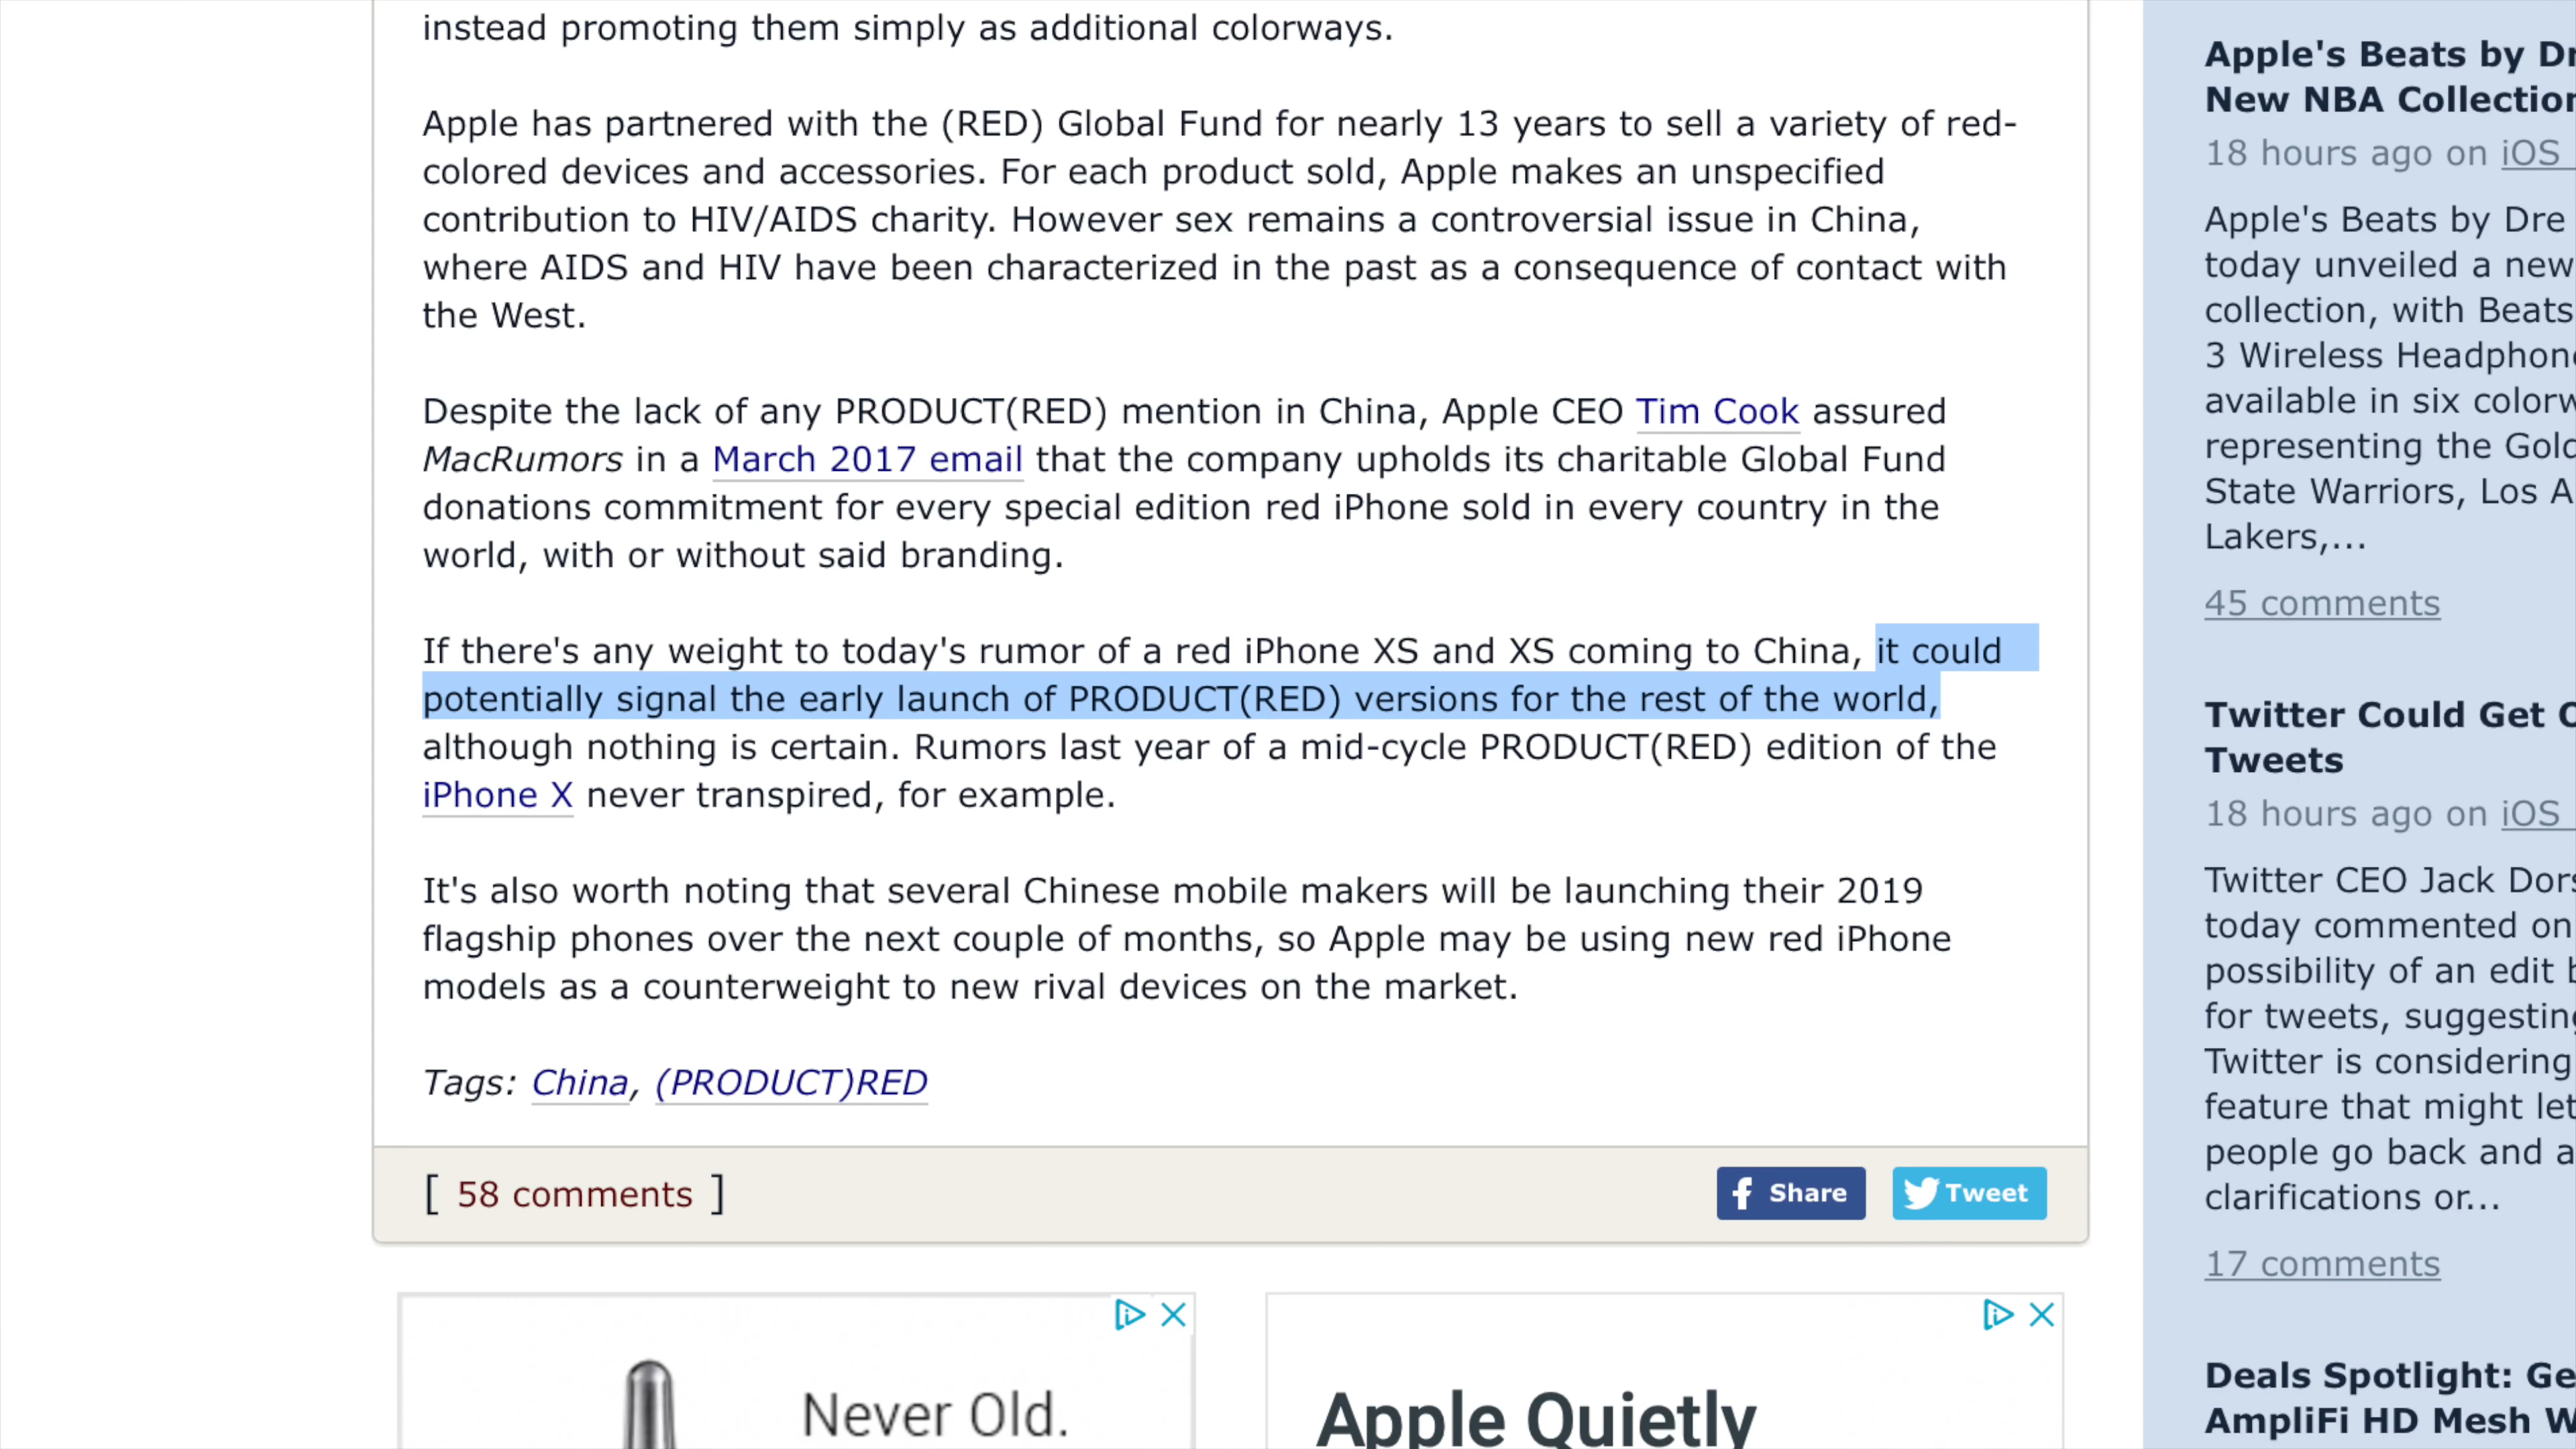 instead promoting them simply as additional colorways.
Apple has partnered with the (RED) Global Fund for nearly 13 years to sell a variety of red-
colored devices and accessories. For each product sold, Apple makes an unspecified
contribution to HIV/AIDS charity. However sex remains a controversial issue in China,
where AIDS and HIV have been characterized in the past as a consequence of contact with
the West.
Despite the lack of any PRODUCT(RED) mention in China, Apple CEO Tim Cook assured
MacRumors in a March 2017 email that the company upholds its charitable Global Fund
donations commitment for every special edition red iPhone sold in every country in the
world, with or without said branding.
If there's any weight to today's rumor of a red iPhone XS and XS coming to China, it could
potentially signal the early launch of PRODUCT(RED) versions for the rest of the world,
although nothing is certain. Rumors last year of a mid-cycle PRODUCT(RED) edition of the
iPhone X never transpired, for example.
It's also worth noting that several Chinese mobile makers will be launching their 2019
flagship phones over the next couple of months, so Apple may be using new red iPhone
models as a counterweight to new rival devices on the market.
Tags: China, (PRODUCT)RED
[ 58 comments ]
Share
Tweet
Never Old.
Apple Quietly
Apple's Beats by
New NBA Collection
18 hours ago on iOS
Apple's Beats by Dre
today unveiled a new
collection, with Beats
3 Wireless
available in six
representing the
State Warriors, Los
Lakers,...
45 comments
Twitter Could Get
Tweets
18 hours ago on iOS
Twitter CEO Jack
today commented on
possibility of an edit
for tweets, suggesting
Twitter is considering
feature that might let
people go back and
clarifications or...
17 comments
Deals Spotlight:
AmpliFi HD Mesh